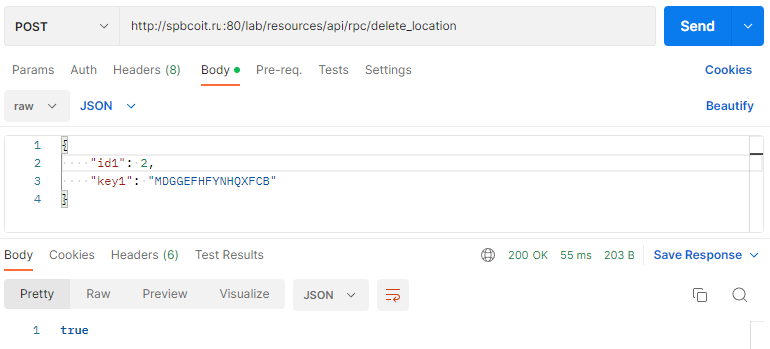 POST http://spbcoit.ru:80/lab/resources/api/rpc/delete_location Send
Params Auth Headers (8) Body Pre-req. Tests Settings Cookies
raw JSON Beautify
1 {
2 "id1": 2,
3 "key1": "MDGGEFHFYNHQXFCB"
4 }
Body Cookies Headers (6) Test Results 200 OK 55 ms 203 B Save Response
Pretty Raw Preview Visualize JSON
1 true